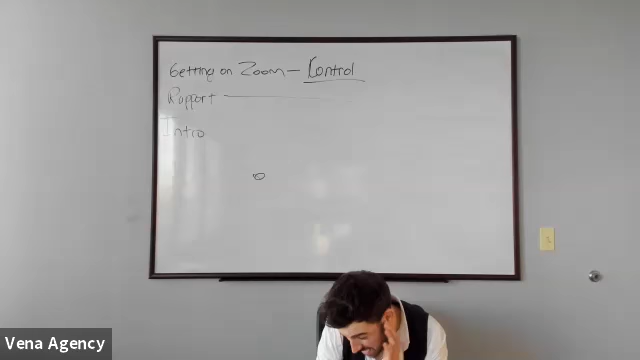 Getting on Zoom – Control
Rapport
Intro
Vena Agency